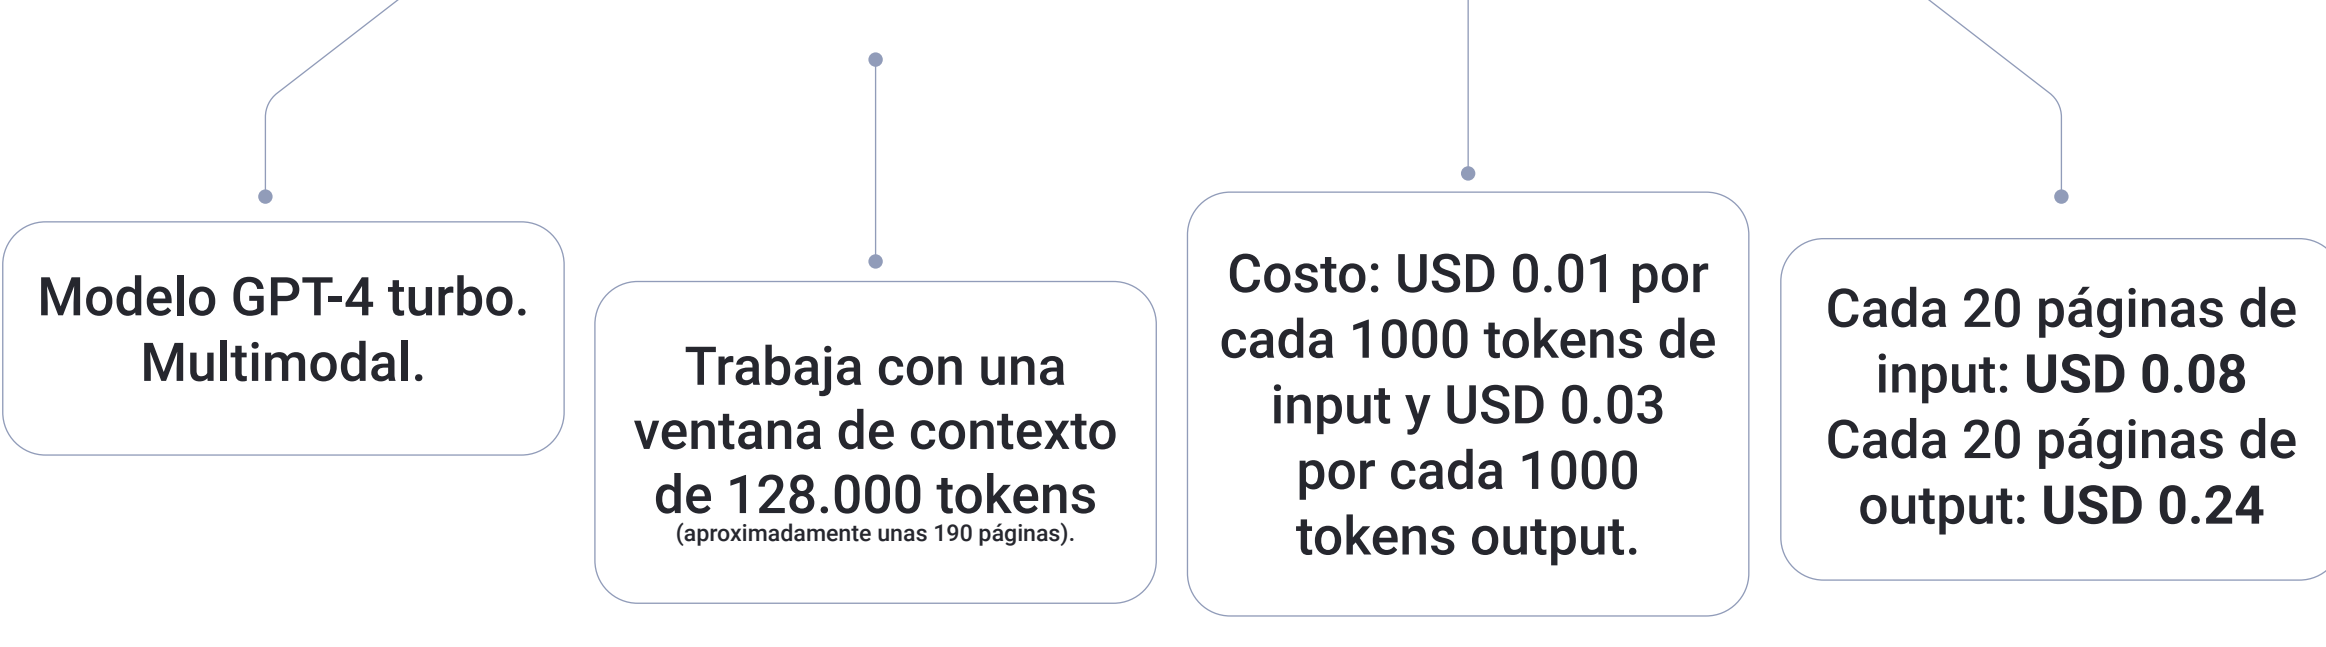 Modelo GPT-4 turbo.
Multimodal.
Trabaja con una
ventana de contexto
de 128.000 tokens
(aproximadamente unas 190 páginas).
Costo: USD 0.01 por
cada 1000 tokens de
input y USD 0.03
por cada 1000
tokens output.
Cada 20 páginas de
input: USD 0.08
Cada 20 páginas de
output: USD 0.24